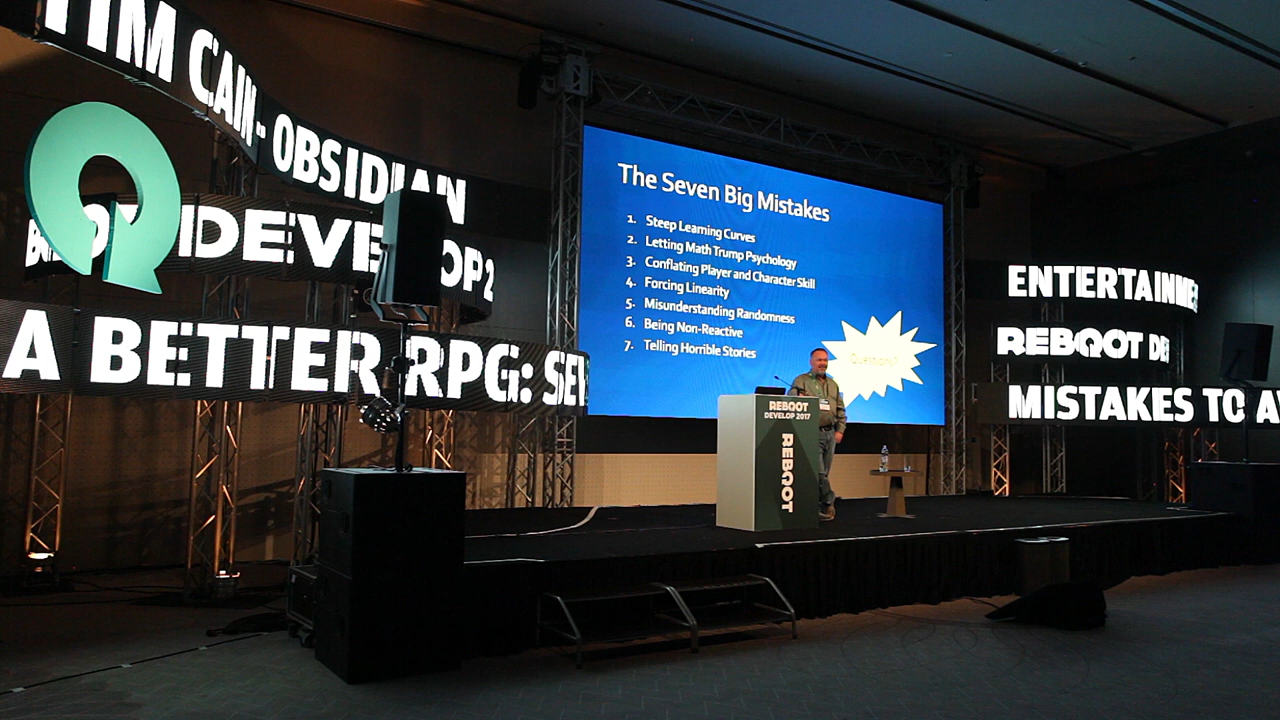 TIM CAIN - OBSIDIAN
ENTERTAINME
DEVE OP2
REBOOT DE
A BETTER RPG: SEV
MISTAKES TO AV
The Seven Big Mistakes
1. Steep Learning Curves
2. Letting Math Trump Psychology
3. Conflating Player and Character Skill
4. Forcing Linearity
5. Misunderstanding Randomness
6. Being Non-Reactive
7. Telling Horrible Stories
Questions?
REBOOT
DEVELOP 2017
REBOOT